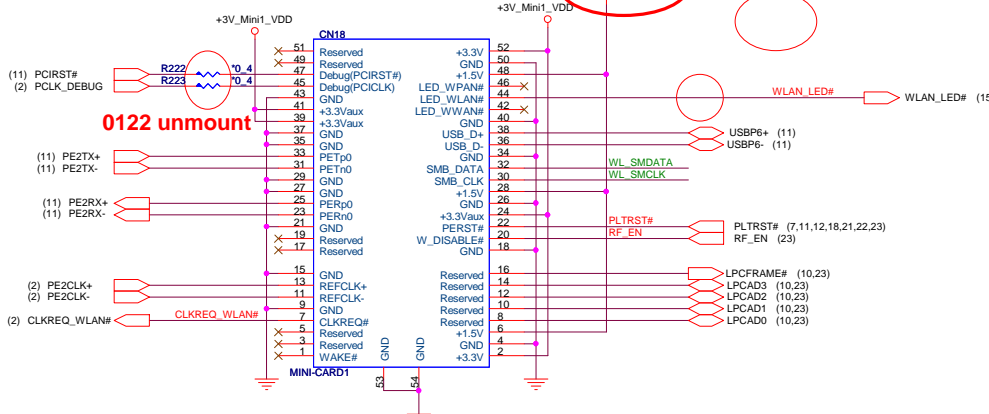 +3V_Mini1_VDD
+3V_Mini1_VDD
CN18
51 Reserved +3.3V 52
49 Reserved GND 50
(11) PCIRST# R222 *0_4 47 Debug(PCIRST#) +1.5V 48
(2) PCLK_DEBUG R223 *0_4 45 Debug(PCICLK) LED_WPAN# 46
43 GND LED_WLAN# 44 WLAN_LED# WLAN_LED# (15
41 +3.3Vaux LED_WWAN# 42
39 +3.3Vaux GND 40
0122 unmount
37 GND USB_D+ 38 USBP6+ (11)
35 GND USB_D- 36 USBP6- (11)
(11) PE2TX+ 33 PETp0 GND 34
(11) PE2TX- 31 PETn0 SMB_DATA 32 WL_SMDATA
29 GND SMB_CLK 30 WL_SMCLK
27 GND +1.5V 28
(11) PE2RX+ 25 PERp0 GND 26
(11) PE2RX- 23 PERn0 +3.3Vaux 24
21 GND PERST# 22 PLTRST# PLTRST# (7,11,12,18,21,22,23)
19 Reserved W_DISABLE# 20 RF_EN RF_EN (23)
17 Reserved GND 18
15 GND Reserved 16 LPCFRAME# (10,23)
(2) PE2CLK+ 13 REFCLK+ Reserved 14 LPCAD3 (10,23)
(2) PE2CLK- 11 REFCLK- Reserved 12 LPCAD2 (10,23)
9 GND Reserved 10 LPCAD1 (10,23)
(2) CLKREQ_WLAN# CLKREQ_WLAN# 7 CLKREQ# Reserved 8 LPCAD0 (10,23)
5 Reserved +1.5V 6
3 Reserved GND 4
1 WAKE# +3.3V 2
GND GND
MINI-CARD1
53 54